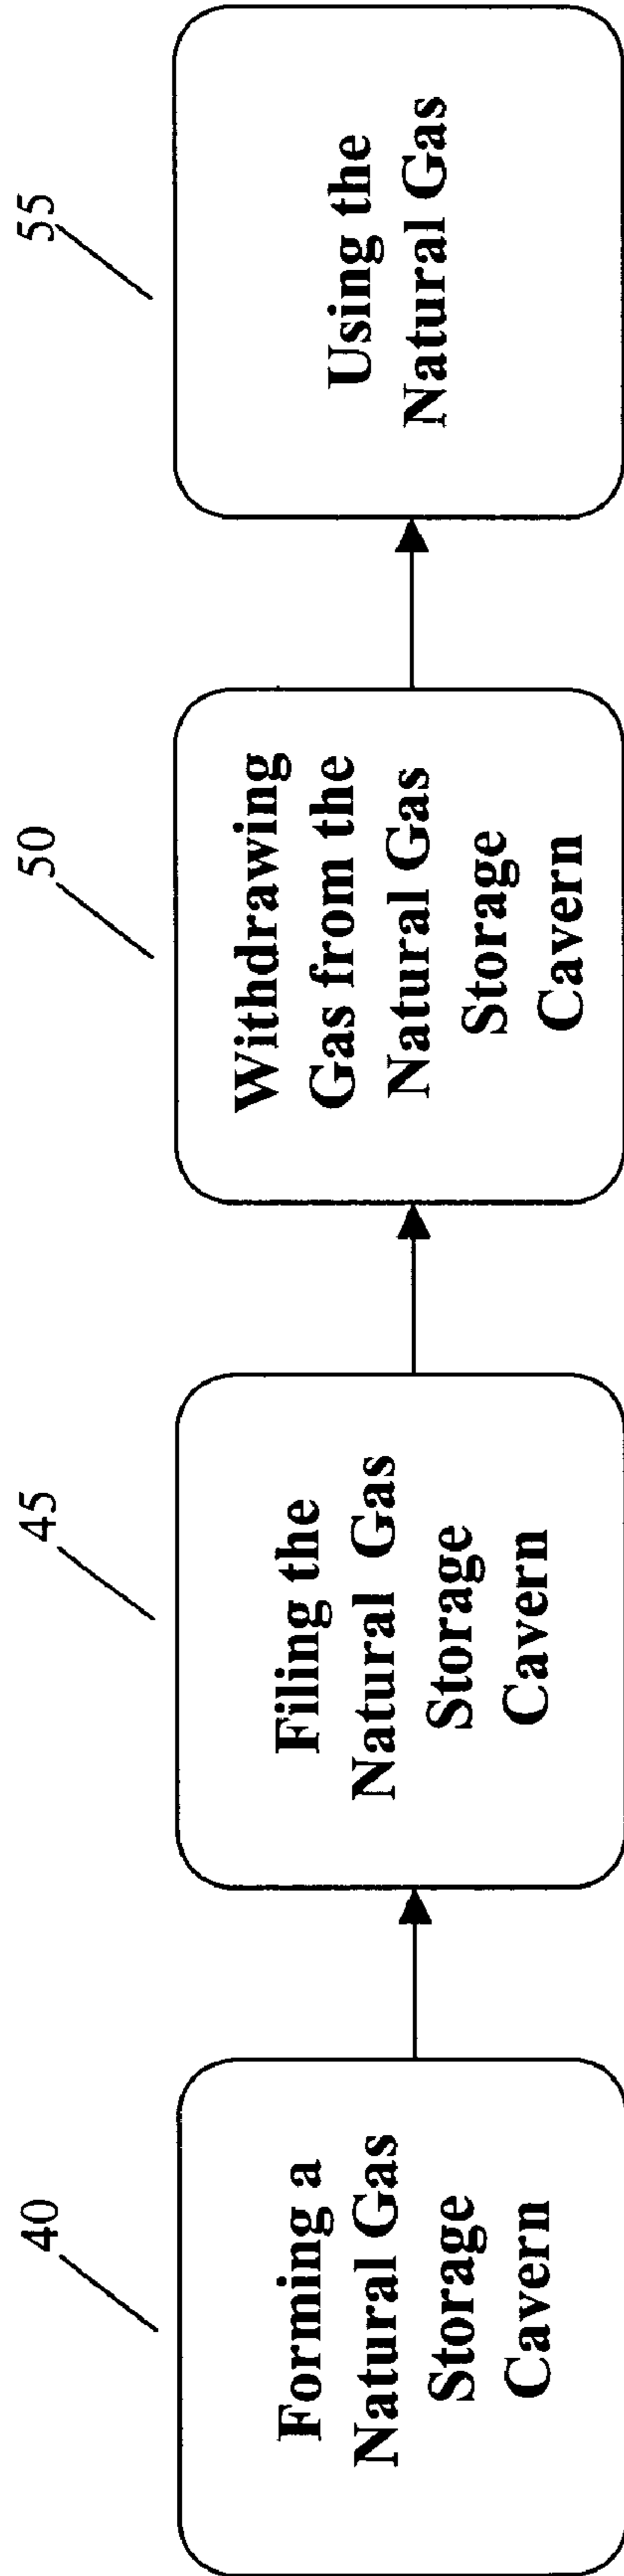 40
Forming a
Natural Gas
Storage
Cavern
45
Filing the
Natural Gas
Storage
Cavern
50
Withdrawing
Gas from the
Natural Gas
Storage
Cavern
55
Using the
Natural Gas